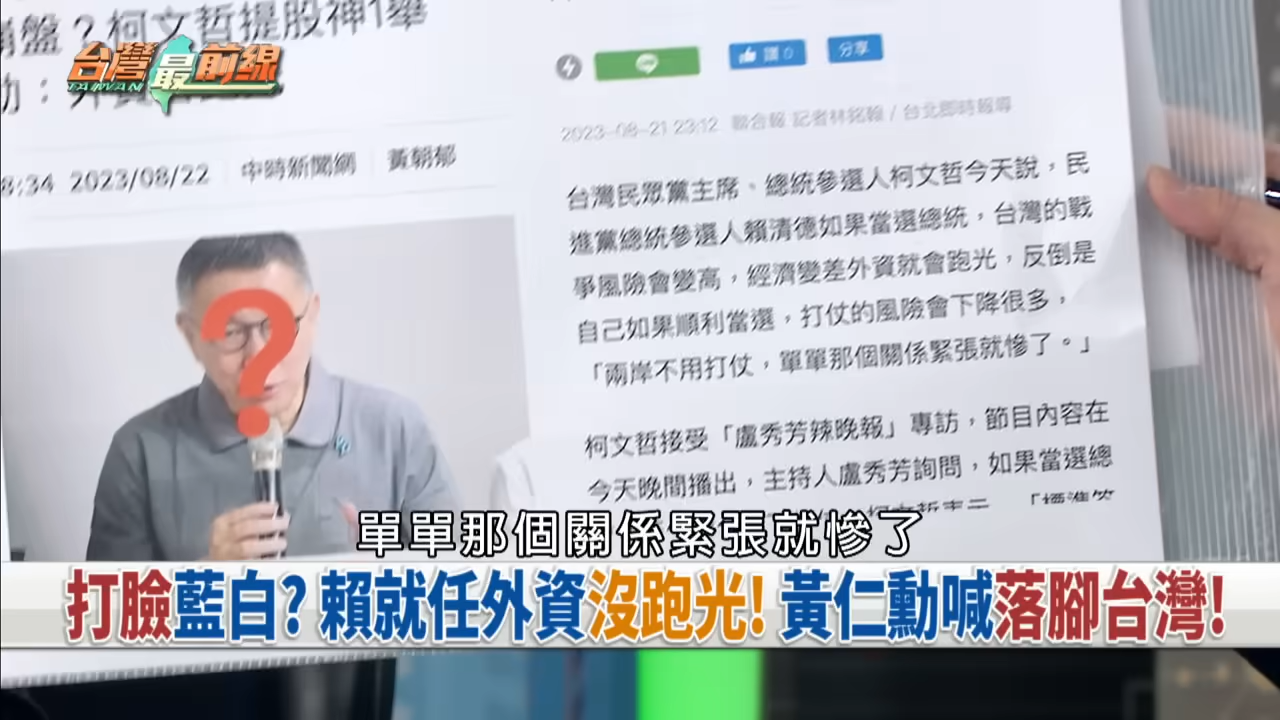 崩盤？柯文哲提股神1舉
台灣最前線
TAIWAN
8:34 2023/08/22 中時新聞網 黃朝郁
讚 0
分享
2023-08-21 23:12 聯合報 記者林銘翰 / 台北即時報導
台灣民眾黨主席、總統參選人柯文哲今天說，民
進黨總統參選人賴清德如果當選總統，台灣的戰
爭風險會變高，經濟變差外資就會跑光，反倒是
自己如果順利當選，打仗的風險會下降很多，
「兩岸不用打仗，單單那個關係緊張就慘了。」
柯文哲接受「盧秀芳辣晚報」專訪，節目內容在
今天晚間播出，主持人盧秀芳詢問，如果當選總
?
單單那個關係緊張就慘了
打臉藍白? 賴就任外資沒跑光! 黃仁勳喊落腳台灣!